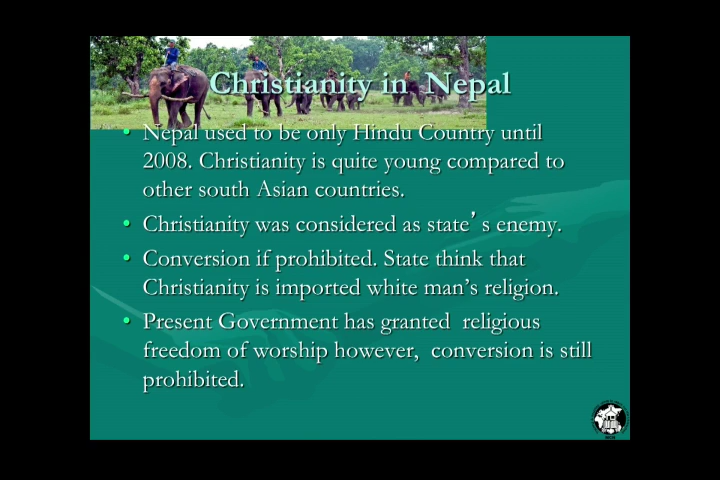 Christianity in  Nepal
• Nepal used to be only Hindu Country until
2008. Christianity is quite young compared to
other south Asian countries.
• Christianity was considered as state’s enemy.
• Conversion if prohibited. State think that
Christianity is imported white man’s religion.
• Present Government has granted  religious
freedom of worship however,  conversion is still
prohibited.